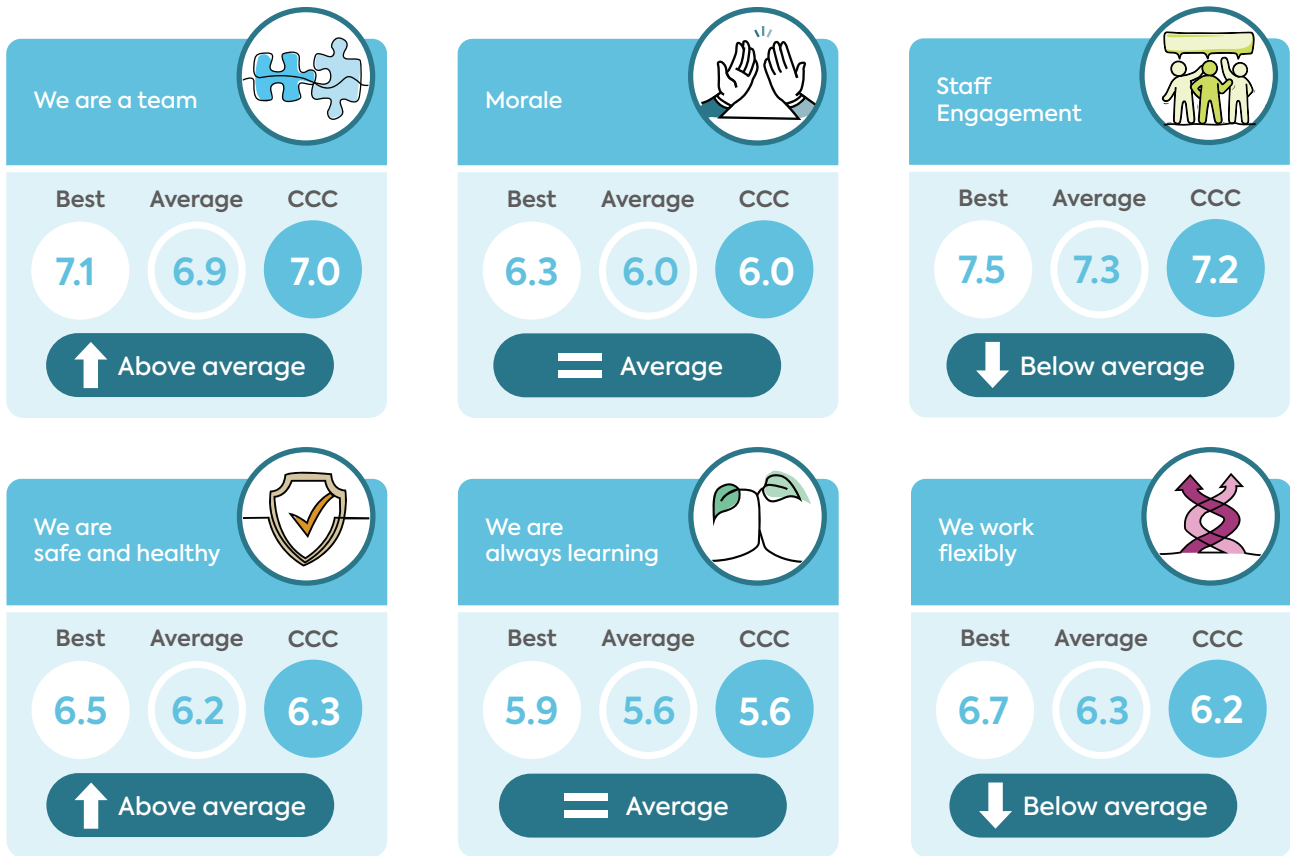 We are a team
Best Average CCC
7.1 6.9 7.0
Above average
Morale
Best Average CCC
6.3 6.0 6.0
Average
Staff
Engagement
Best Average CCC
7.5 7.3 7.2
Below average
We are
safe and healthy
Best Average CCC
6.5 6.2 6.3
Above average
We are
always learning
Best Average CCC
5.9 5.6 5.6
Average
We work
flexibly
Best Average CCC
6.7 6.3 6.2
Below average